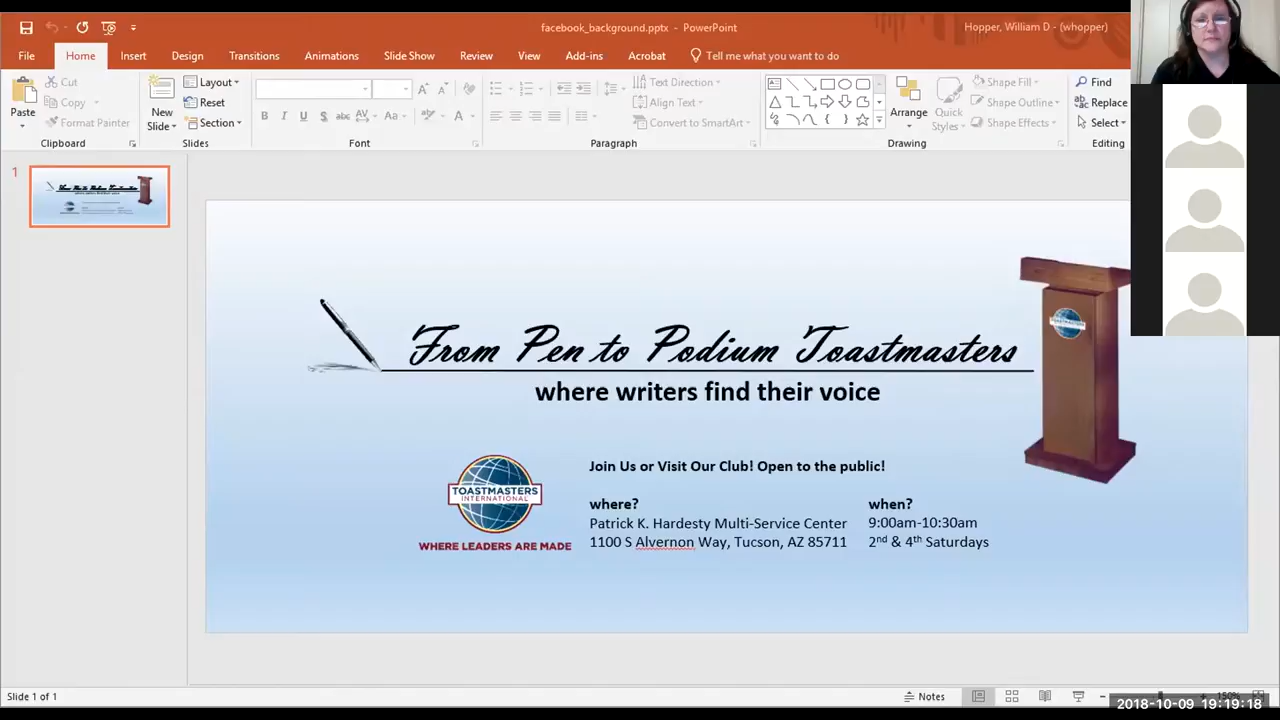 facebook_background.pptx - PowerPoint
Hopper, William D - (whopper)
File Home Insert Design Transitions Animations Slide Show Review View Add-ins Acrobat Tell me what you want to do
Paste
Cut
Copy
Format Painter
Clipboard
New
Slide
Layout
Reset
Section
Slides
B I U S abc AV Aa A
Font
Text Direction
Align Text
Convert to SmartArt
Paragraph
Arrange
Quick
Styles
Shape Fill
Shape Outline
Shape Effects
Drawing
Find
Replace
Select
Editing
1
From Pen to Podium Toastmasters
where writers find their voice
TOASTMASTERS
TOASTMASTERS
INTERNATIONAL
WHERE LEADERS ARE MADE
Join Us or Visit Our Club! Open to the public!
where?
Patrick K. Hardesty Multi-Service Center
1100 S Alvernon Way, Tucson, AZ 85711
when?
9:00am-10:30am
2nd & 4th Saturdays
Slide 1 of 1
Notes
150%
2018-10-09 19:19:18